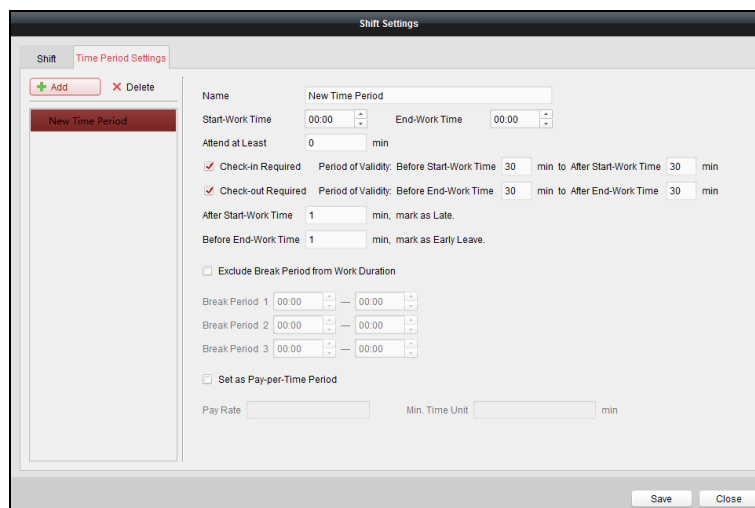 Shift Settings
Shift Time Period Settings
Add Delete
New Time Period
Name New Time Period
Start-Work Time 00:00 End-Work Time 00:00
Attend at Least 0 min
Check-in Required Period of Validity: Before Start-Work Time 30 min to After Start-Work Time 30 min
Check-out Required Period of Validity: Before End-Work Time 30 min to After End-Work Time 30 min
After Start-Work Time 1 min, mark as Late.
Before End-Work Time 1 min, mark as Early Leave.
Exclude Break Period from Work Duration
Break Period 1 00:00 — 00:00
Break Period 2 00:00 — 00:00
Break Period 3 00:00 — 00:00
Set as Pay-per-Time Period
Pay Rate Min. Time Unit min
Save Close